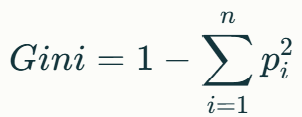 Gini = 1 - \sum_{i=1}^{n} p_i^2